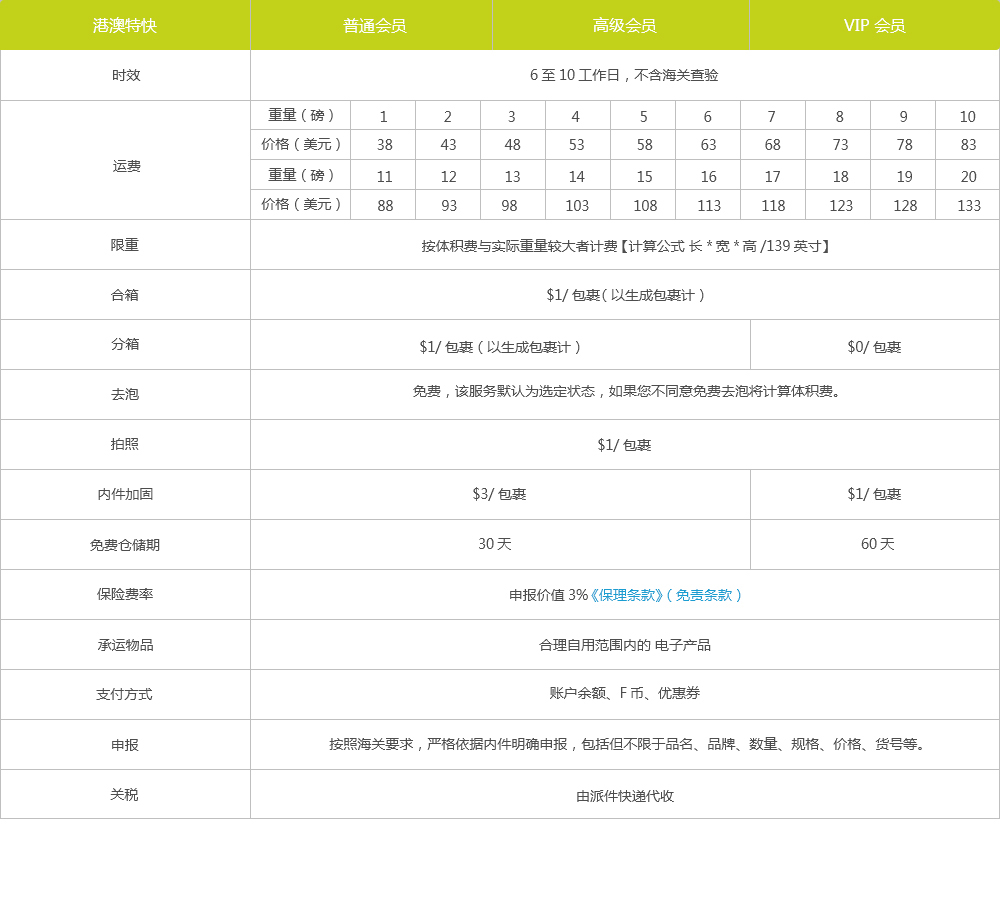 港澳特快 普通会员 高级会员 VIP 会员
时效 6 至 10 工作日，不含海关查验
运费
重量（磅） 1 2 3 4 5 6 7 8 9 10
价格（美元） 38 43 48 53 58 63 68 73 78 83
重量（磅） 11 12 13 14 15 16 17 18 19 20
价格（美元） 88 93 98 103 108 113 118 123 128 133
限重 按体积费与实际重量较大者计费【计算公式 长 * 宽 * 高 /139 英寸】
合箱 $1/ 包裹（以生成包裹计）
分箱 $1/ 包裹（以生成包裹计） $0/ 包裹
去泡 免费，该服务默认为选定状态，如果您不同意免费去泡将计算体积费。
拍照 $1/ 包裹
内件加固 $3/ 包裹 $1/ 包裹
免费仓储期 30 天 60 天
保险费率 申报价值 3%《保理条款》（免责条款）
承运物品 合理自用范围内的 电子产品
支付方式 账户余额、F 币、优惠券
申报 按照海关要求，严格依据内件明确申报，包括但不限于品名、品牌、数量、规格、价格、货号等。
关税 由派件快递代收